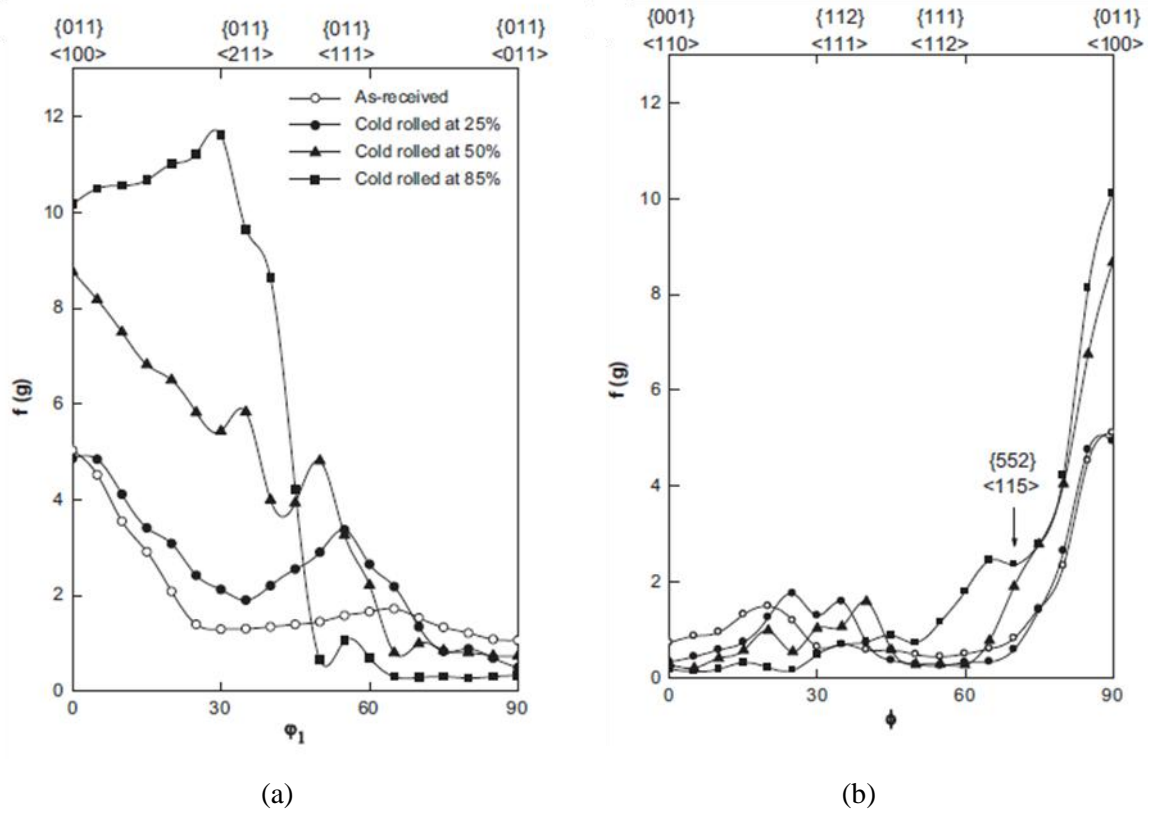 {011} {011} {011} {011}
<100> <211> <111> <011>
As-received
Cold rolled at 25%
Cold rolled at 50%
Cold rolled at 85%
12
10
8
6
4
2
0
f (g)
0 30 60 90
φ1
(a)
{001} {112} {111} {011}
<110> <111> <112> <100>
12
10
8
6
4
2
0
f (g)
{552}
<115>
0 30 60 90
ϕ
(b)